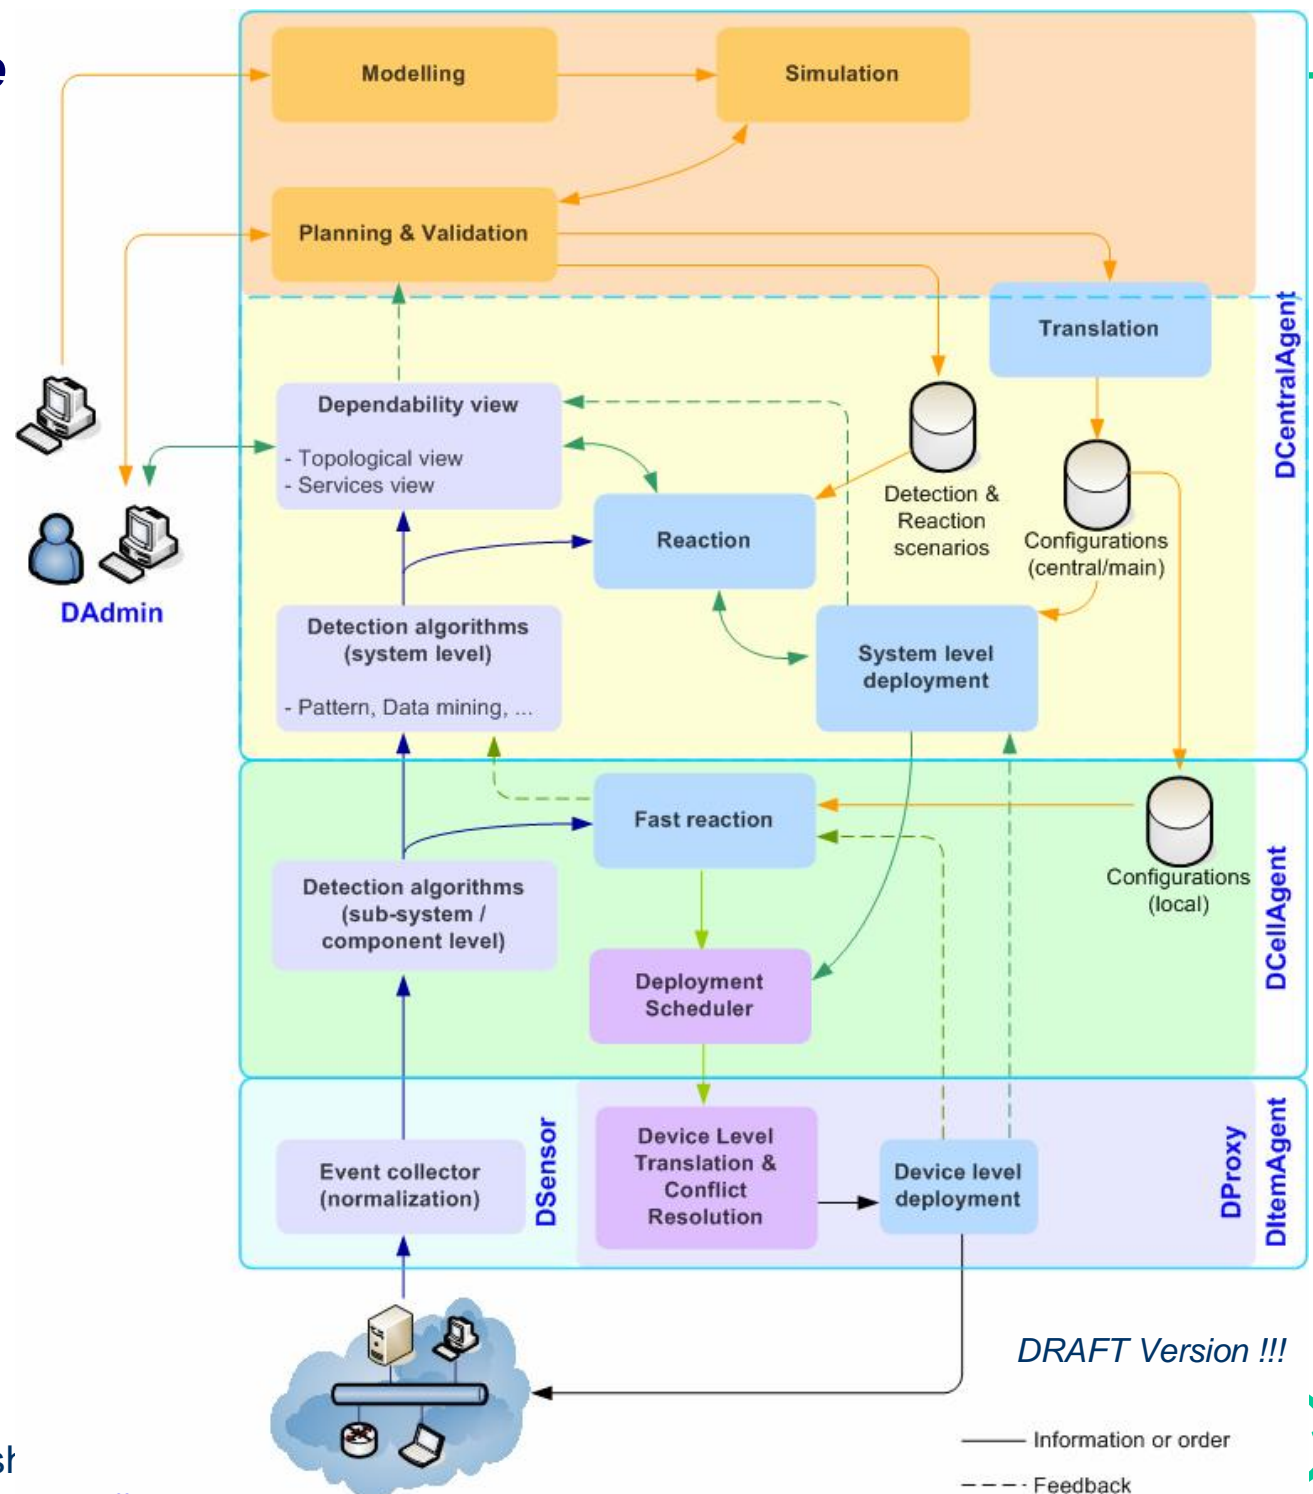 e
Modelling
Simulation
Planning & Validation
Translation
DCentralAgent
Dependability view
- Topological view
- Services view
Detection &
Reaction
scenarios
Configurations
(central/main)
Reaction
DAdmin
Detection algorithms
(system level)
- Pattern, Data mining, ...
System level
deployment
Fast reaction
Configurations
(local)
DCellAgent
Detection algorithms
(sub-system /
component level)
Deployment
Scheduler
Event collector
(normalization)
DSensor
Device Level
Translation &
Conflict
Resolution
Device level
deployment
DProxy
DItemAgent
DRAFT Version !!!
Information or order
Feedback